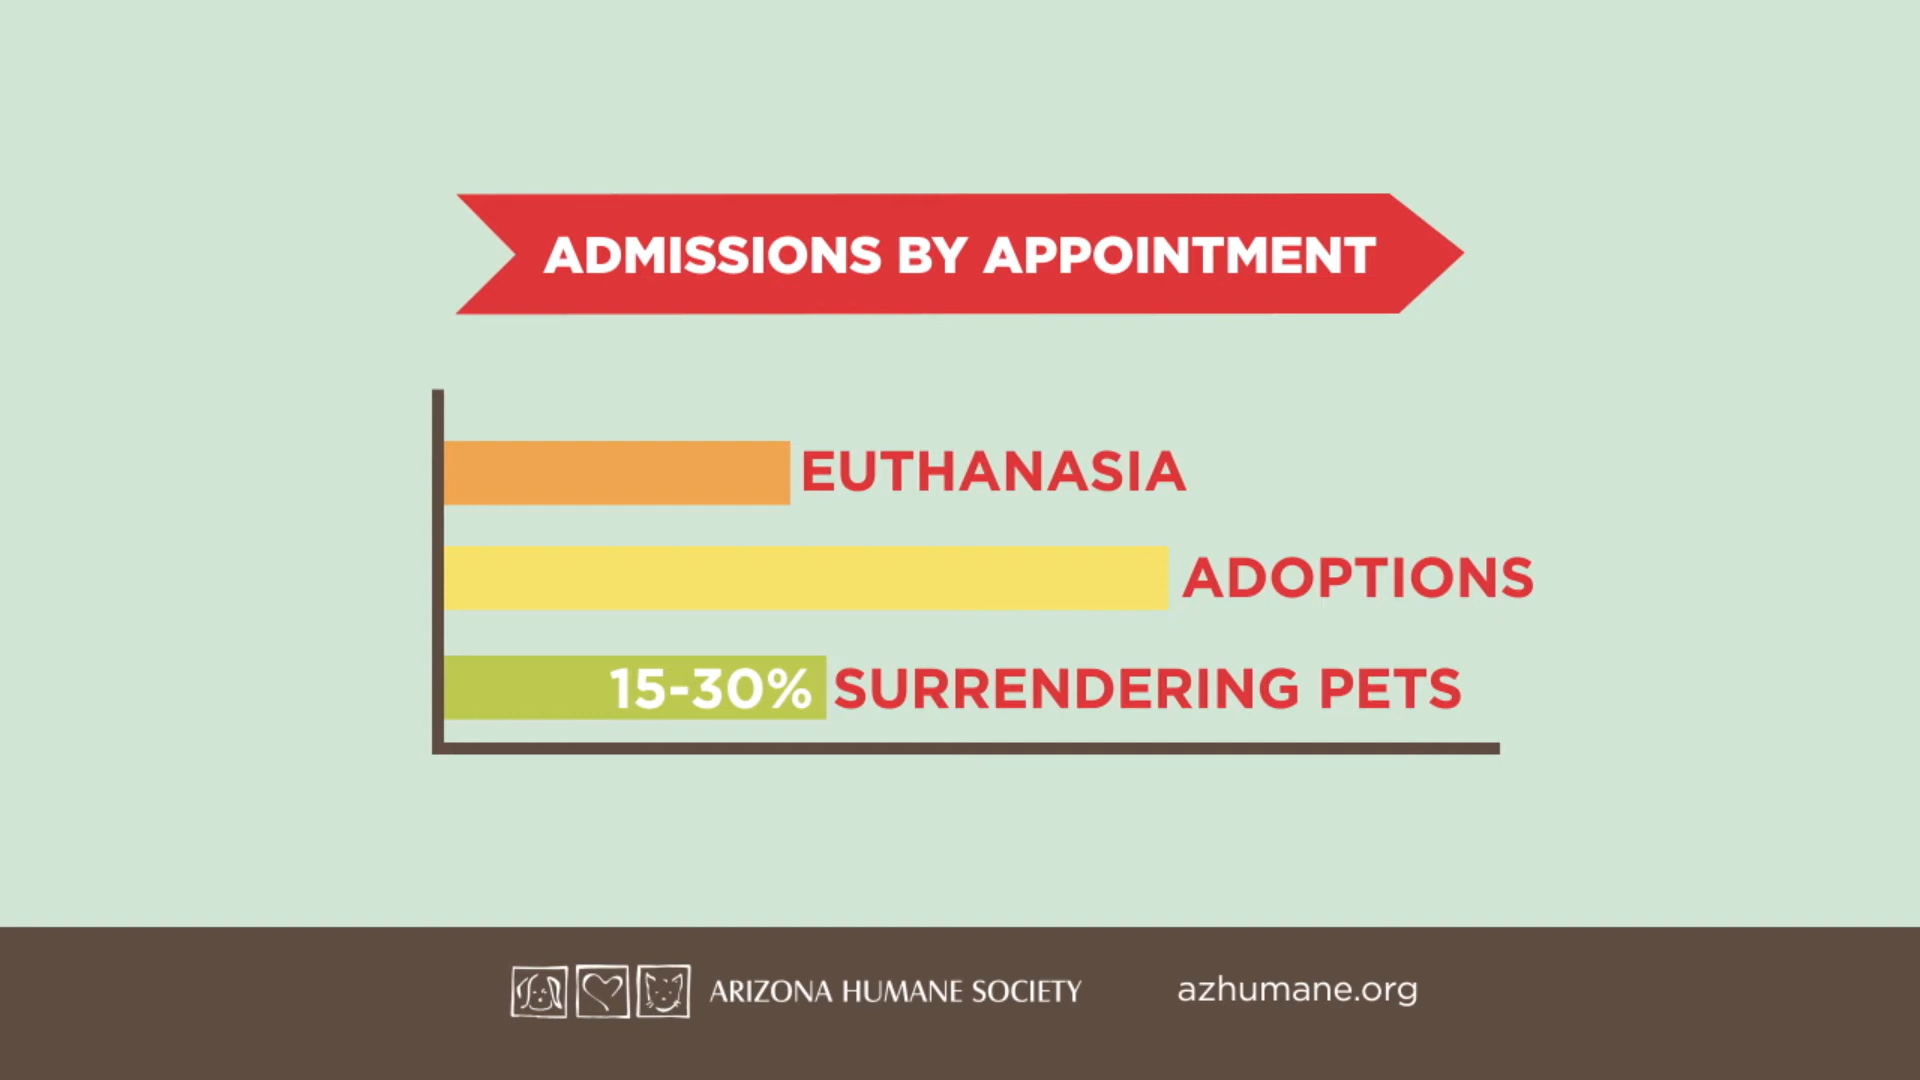 ADMISSIONS BY APPOINTMENT
EUTHANASIA
ADOPTIONS
15-30% SURRENDERING PETS
ARIZONA HUMANE SOCIETY azhumane.org